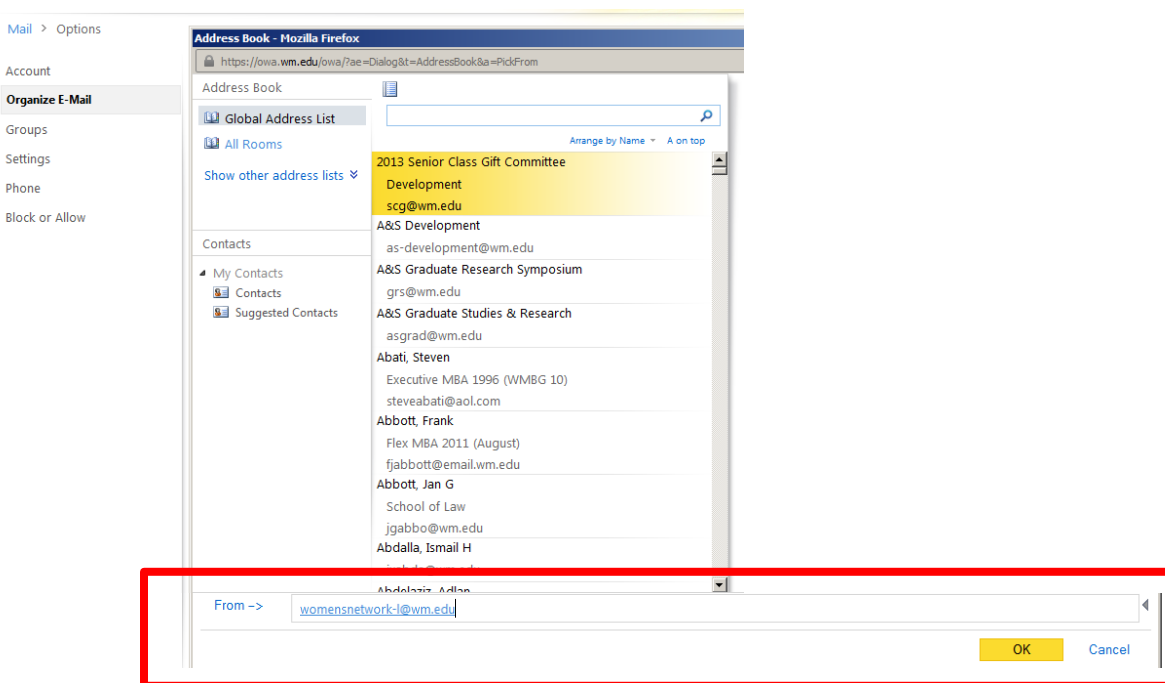 Mail > Options
Account
Organize E-Mail
Groups
Settings
Phone
Block or Allow
Address Book - Mozilla Firefox
https://owa.wm.edu/owa/?ae=Dialog&t=AddressBook&a=PickFrom
Address Book
Global Address List
All Rooms
Show other address lists
Contacts
My Contacts
Contacts
Suggested Contacts
Arrange by Name A on top
2013 Senior Class Gift Committee
Development
scg@wm.edu
A&S Development
as-development@wm.edu
A&S Graduate Research Symposium
grs@wm.edu
A&S Graduate Studies & Research
asgrad@wm.edu
Abati, Steven
Executive MBA 1996 (WMBG 10)
steveabati@aol.com
Abbott, Frank
Flex MBA 2011 (August)
fjabbott@email.wm.edu
Abbott, Jan G
School of Law
jgabbo@wm.edu
Abdalla, Ismail H
Abdelaziz, Adlan
From -> womensnetwork-l@wm.edu
OK Cancel